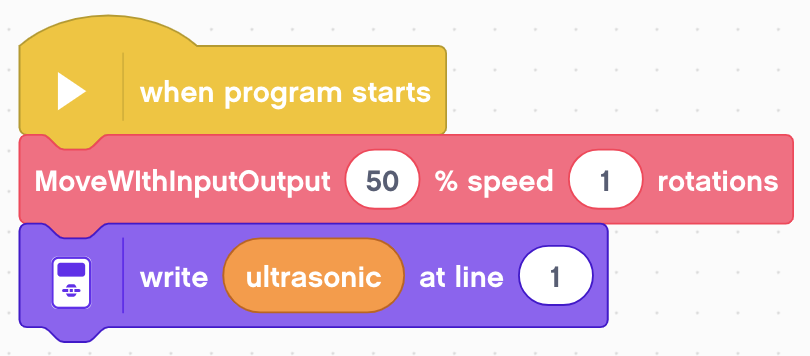 when program starts
MoveWIthInputOutput 50 % speed 1 rotations
write ultrasonic at line 1